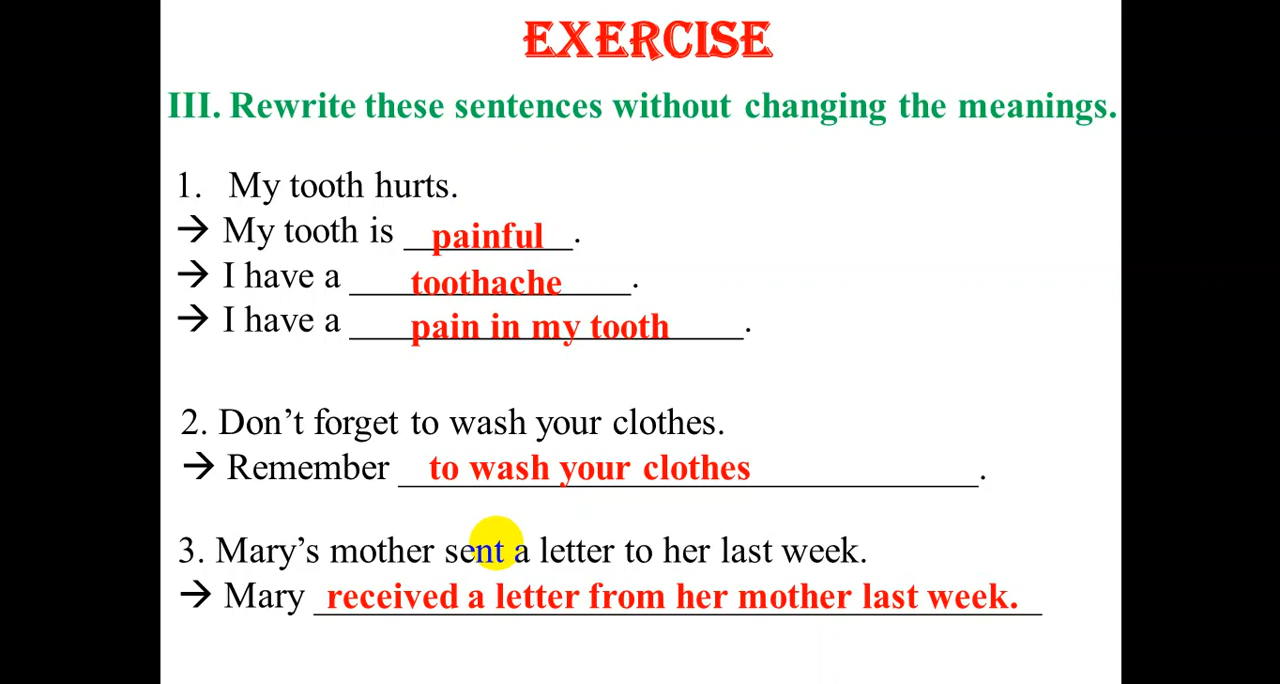 EXERCISE
III. Rewrite these sentences without changing the meanings.
1. My tooth hurts.
→ My tooth is painful.
→ I have a toothache.
→ I have a pain in my tooth.
2. Don’t forget to wash your clothes.
→ Remember to wash your clothes.
3. Mary’s mother sent a letter to her last week.
→ Mary received a letter from her mother last week.